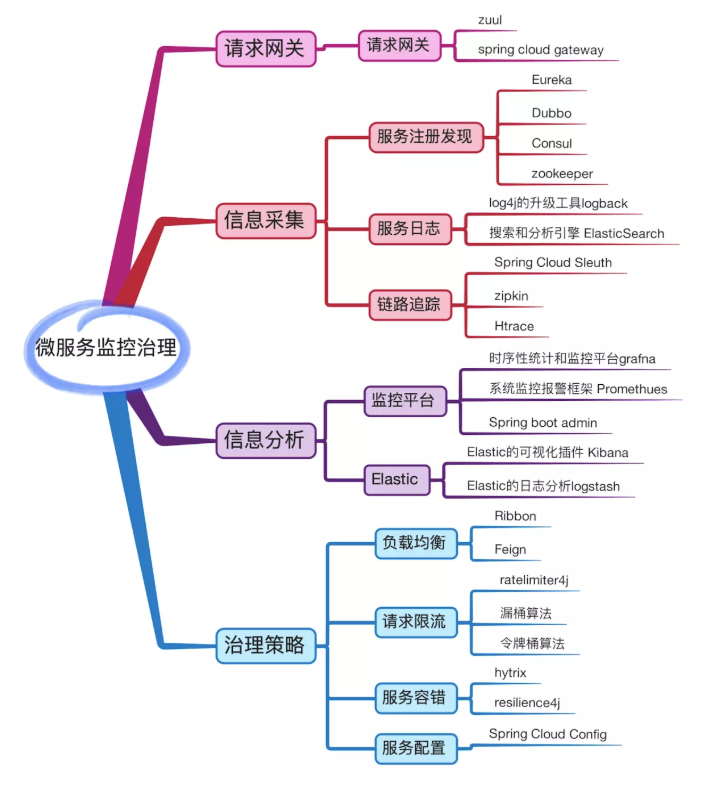 微服务监控治理
请求网关
请求网关
zuul
spring cloud gateway
信息采集
服务注册发现
Eureka
Dubbo
Consul
zookeeper
服务日志
log4j的升级工具logback
搜索和分析引擎 ElasticSearch
链路追踪
Spring Cloud Sleuth
zipkin
Htrace
信息分析
监控平台
时序性统计和监控平台grafna
系统监控报警框架 Promethues
Spring boot admin
Elastic
Elastic的可视化插件 Kibana
Elastic的日志分析logstash
治理策略
负载均衡
Ribbon
Feign
请求限流
ratelimiter4j
漏桶算法
令牌桶算法
服务容错
hytrix
resilience4j
服务配置
Spring Cloud Config